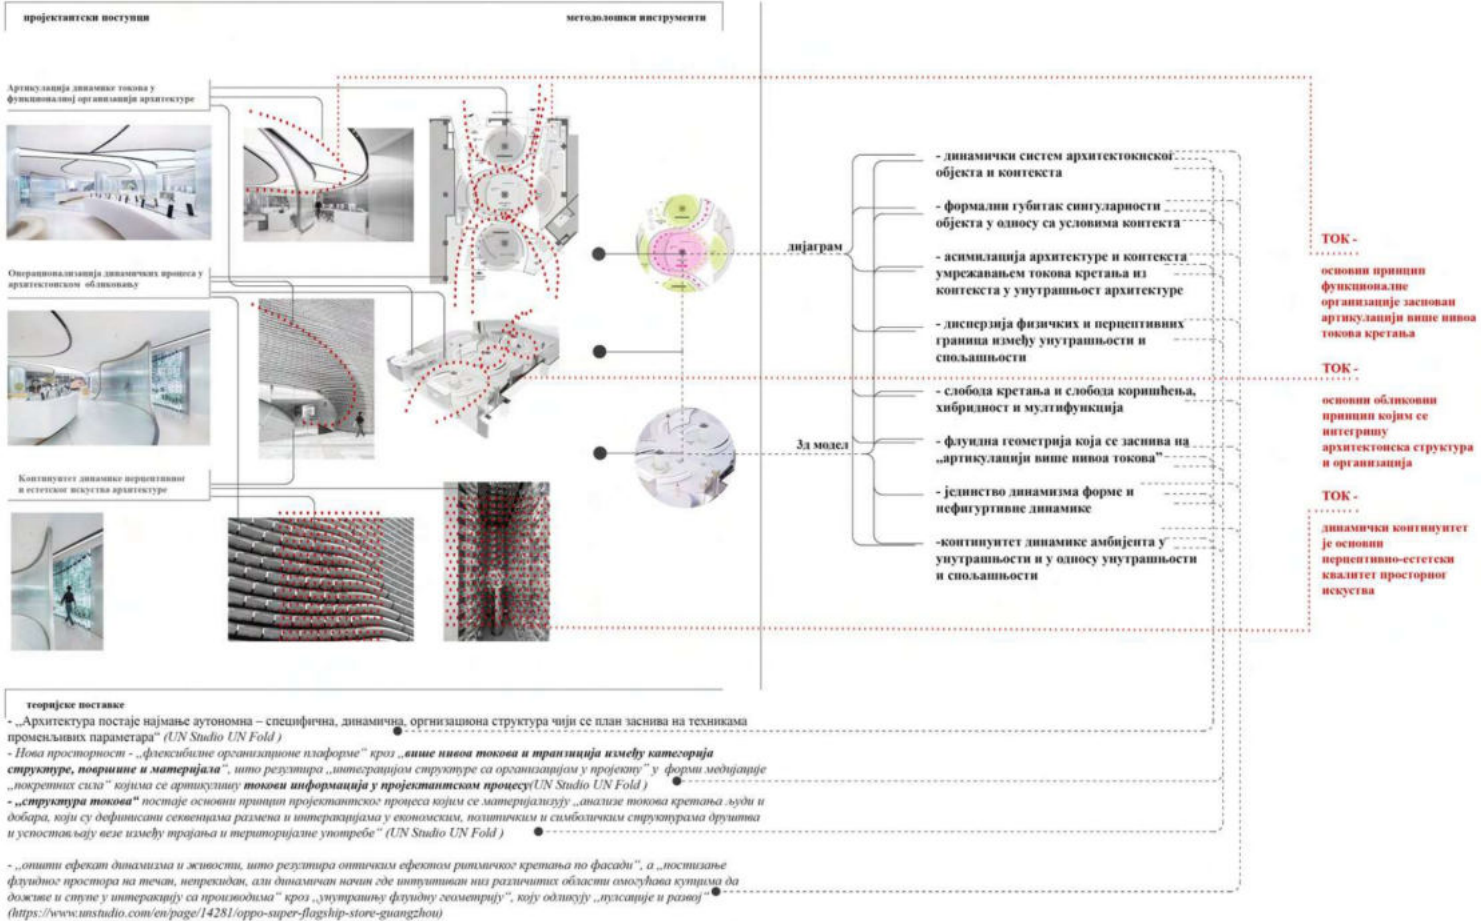 пројектантски поступци
методолошки инструменти
Артикулација динамике токова у
функционалној организацији архитектуре
Операционализација динамичких процеса у
архитектонском обликовању
Континуитет динамике перцептивног
и естетског искуства архитектуре
дијаграм
3д модел
- динамички систем архитектокнског
објекта и контекста
- формални губитак сингуларности
објекта у односу са условима контекста
- асимилација архитектуре и контекста
умрежавањем токова кретања из
контекста у унутрашњост архитектуре
- дисперзија физичких и перцептивних
граница између унутрашњости и
спољашњости
- слобода кретања и слобода коришћења,
хибридност и мултифункција
- флуидна геометрија која се заснива на
„артикулацији више нивоа токова”
- јединство динамизма форме и
нефигуртивне динамике
-континуитет динамике амбијента у
унутрашњости и у односу унутрашњости
и спољашњости
ТОК -
основни принцип
функционалне
организације заснован
артикулацији више нивоа
токова кретања
ТОК -
основни обликовни
принцип којим се
интегришу
архитектонска структура
и организација
ТОК -
динамички континуитет
је основни
перцептивно-естетски
квалитет просторног
искуства
теоријске поставке
- „Архитектура постаје најмање аутономна – специфична, динамична, оргнизациона структура чији се план заснива на техникама
променљивих параметара“ (UN Studio UN Fold )
- Нова просторност - „флексибилне организационе плаформе“ кроз „више нивоа токова и транзиција између категорија
структуре, површине и материјала“, што резултира „интеграцијом структуре са организацијом у пројекту” у форми медијације
„покретних сила“ којима се артикулишу токови информација у пројектантском процесу(UN Studio UN Fold )
- „структура токова“ постаје основни принцип пројектантског процеса којим се материјализују „анализе токова кретања људи и
добара, који су дефинисани секвенцама размена и интеракцијама у економским, политичким и симболичким структурама друштва
и успостављају везе између трајања и територијалне употребе“ (UN Studio UN Fold )
- „општи ефекат динамизма и живости, што резултира оптичким ефектом ритмичког кретања по фасади“, а „постизање
флуидног простора на течан, непрекидан, али динамичан начин где интуитиван низ различитих области омогућава купцима да
доживе и ступе у интеракцију са производима“ кроз „унутрашњу флуидну геометрију“, коју одликују „пулсације и развој“
(https://www.unstudio.com/en/page/14281/oppo-super-flagship-store-guangzhou)